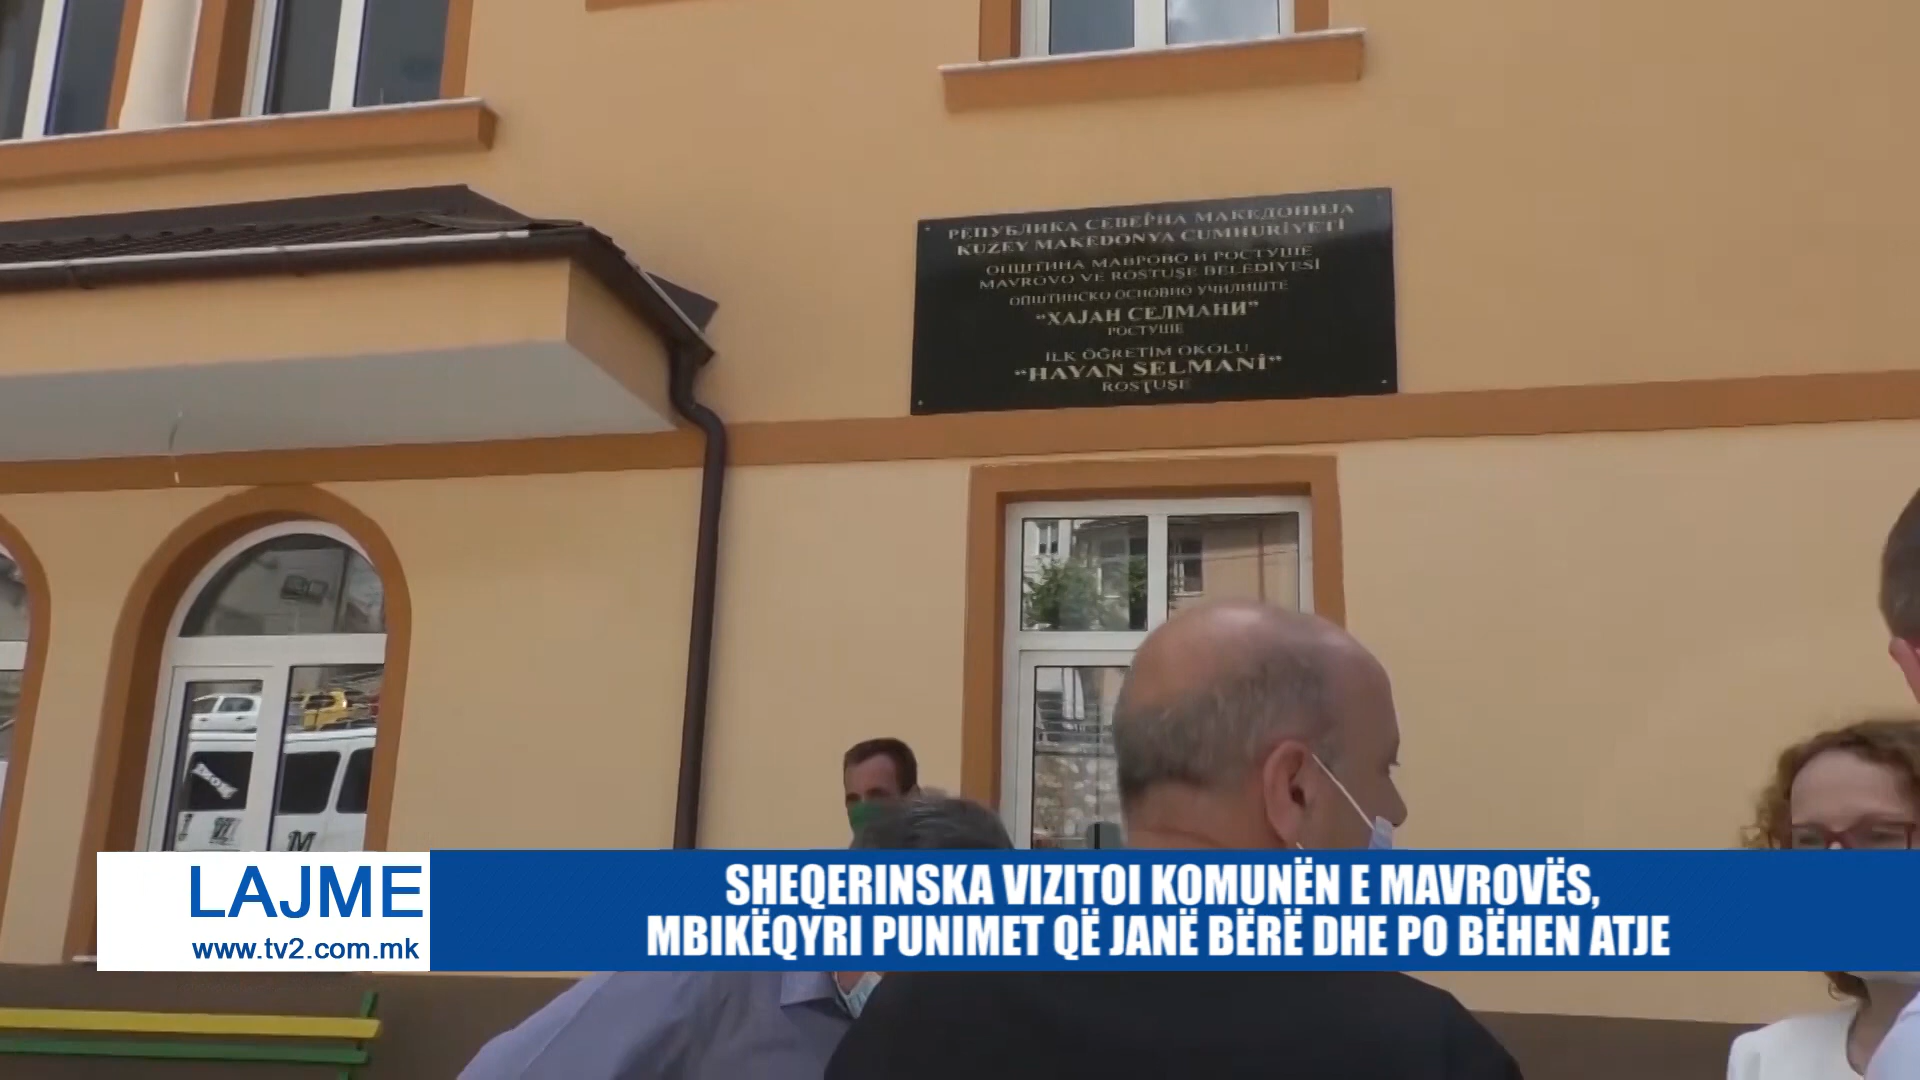 РЕПУБЛИКА СЕВЕРНА МАКЕДОНИЈА
KUZEY MAKEDONYA CUMHURİYETİ
ОПШТИНА МАВРОВО И РОСТУШЕ
MAVROVO VE ROSTUŞE BELEDİYESİ
ОПШТИНСКО ОСНОВНО УЧИЛИШТЕ
“ХАЈАН СЕЛМАНИ”
РОСТУШЕ
İLK ÖĞRETİM OKOLU
“HAYAN SELMANİ”
ROSTUŞE
LAJME
www.tv2.com.mk
SHEQERINSKA VIZITOI KOMUNËN E MAVROVËS,
MBIKËQYRI PUNIMET QË JANË BËRË DHE PO BËHEN ATJE